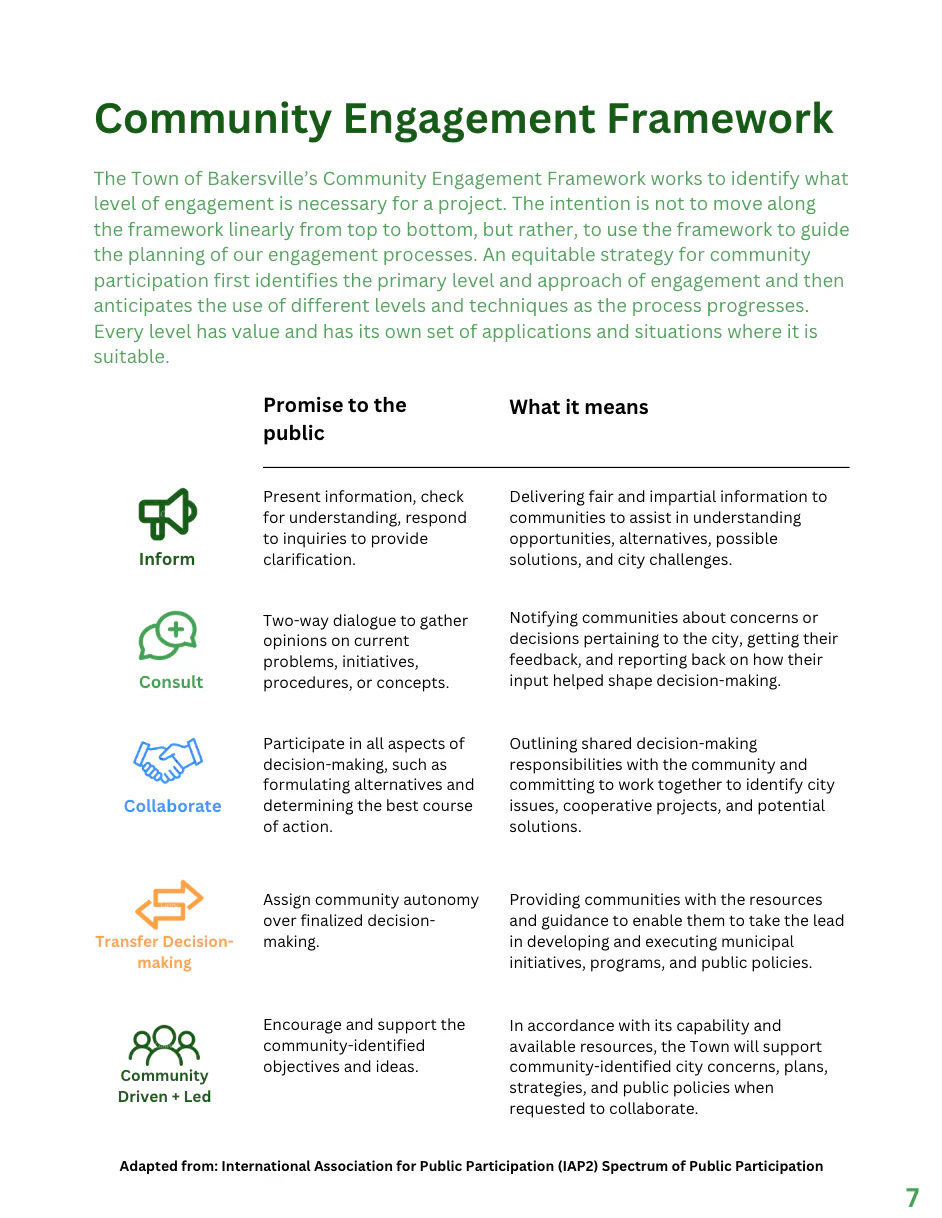 Community Engagement Framework
The Town of Bakersville’s Community Engagement Framework works to identify what
level of engagement is necessary for a project. The intention is not to move along
the framework linearly from top to bottom, but rather, to use the framework to guide
the planning of our engagement processes. An equitable strategy for community
participation first identifies the primary level and approach of engagement and then
anticipates the use of different levels and techniques as the process progresses.
Every level has value and has its own set of applications and situations where it is
suitable.
Promise to the
public
What it means
Inform
Present information, check
for understanding, respond
to inquiries to provide
clarification.
Delivering fair and impartial information to
communities to assist in understanding
opportunities, alternatives, possible
solutions, and city challenges.
Consult
Two-way dialogue to gather
opinions on current
problems, initiatives,
procedures, or concepts.
Notifying communities about concerns or
decisions pertaining to the city, getting their
feedback, and reporting back on how their
input helped shape decision-making.
Collaborate
Participate in all aspects of
decision-making, such as
formulating alternatives and
determining the best course
of action.
Outlining shared decision-making
responsibilities with the community and
committing to work together to identify city
issues, cooperative projects, and potential
solutions.
Transfer Decision-
making
Assign community autonomy
over finalized decision-
making.
Providing communities with the resources
and guidance to enable them to take the lead
in developing and executing municipal
initiatives, programs, and public policies.
Community
Driven + Led
Encourage and support the
community-identified
objectives and ideas.
In accordance with its capability and
available resources, the Town will support
community-identified city concerns, plans,
strategies, and public policies when
requested to collaborate.
Adapted from: International Association for Public Participation (IAP2) Spectrum of Public Participation
7